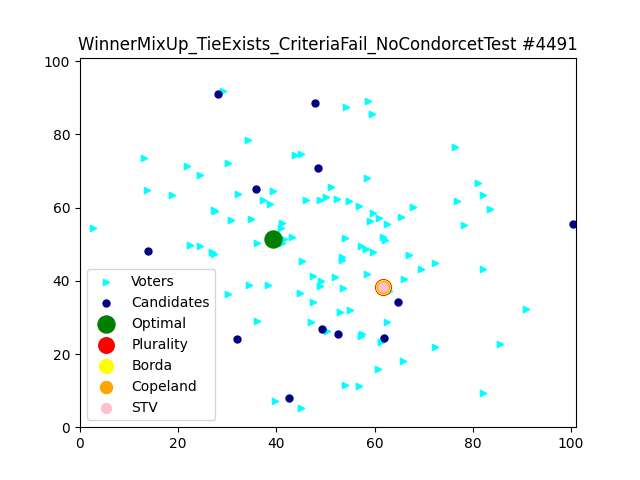 WinnerMixUp_TieExists_CriteriaFail_NoCondorcetTest #4491
100
80
60
40
20
0
Voters
Candidates
Optimal
Plurality
Borda
Copeland
STV
0 20 40 60 80 100